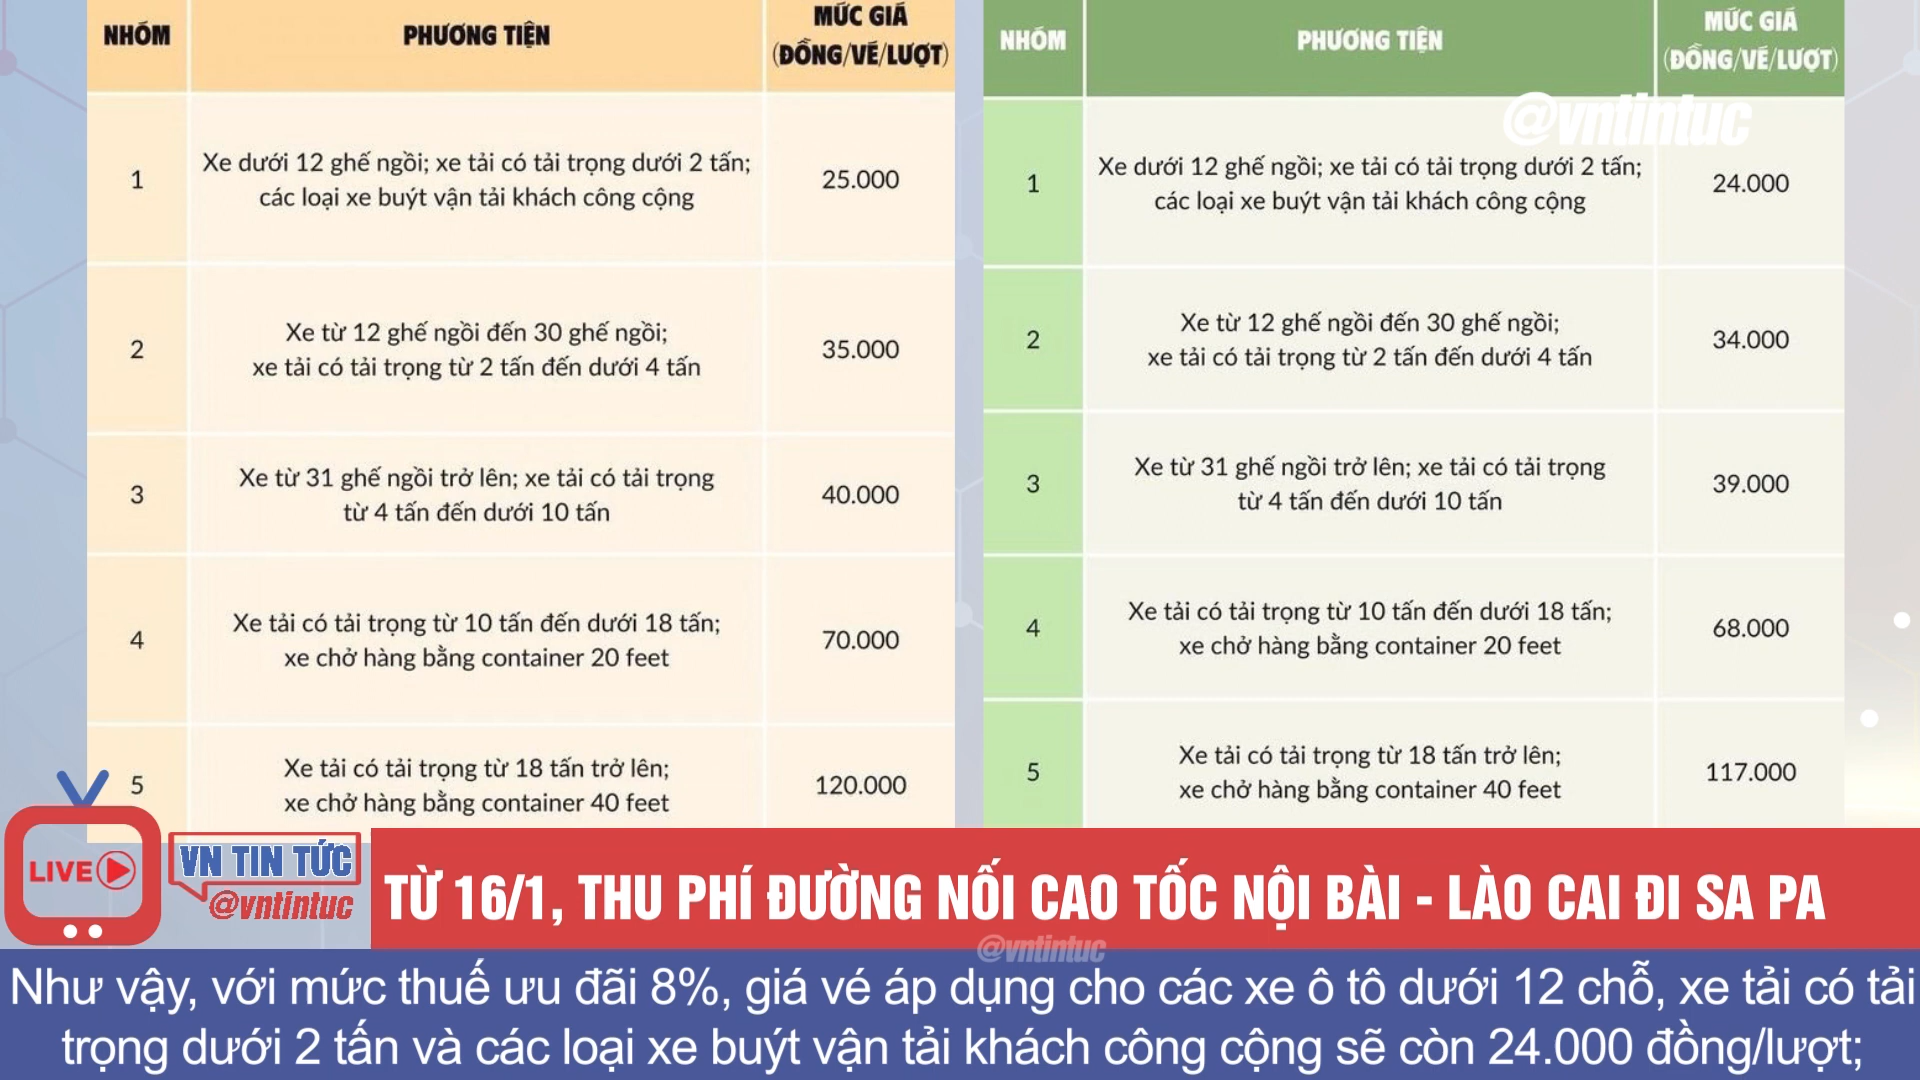 NHÓM
PHƯƠNG TIỆN
MỨC GIÁ
(ĐỒNG/VÉ/LƯỢT)
1
Xe dưới 12 ghế ngồi; xe tải có tải trọng dưới 2 tấn;
các loại xe buýt vận tải khách công cộng
25.000
2
Xe từ 12 ghế ngồi đến 30 ghế ngồi;
xe tải có tải trọng từ 2 tấn đến dưới 4 tấn
35.000
3
Xe từ 31 ghế ngồi trở lên; xe tải có tải trọng
từ 4 tấn đến dưới 10 tấn
40.000
4
Xe tải có tải trọng từ 10 tấn đến dưới 18 tấn;
xe chở hàng bằng container 20 feet
70.000
5
Xe tải có tải trọng từ 18 tấn trở lên;
xe chở hàng bằng container 40 feet
120.000
NHÓM
PHƯƠNG TIỆN
MỨC GIÁ
(ĐỒNG/VÉ/LƯỢT)
@vntintuc
1
Xe dưới 12 ghế ngồi; xe tải có tải trọng dưới 2 tấn;
các loại xe buýt vận tải khách công cộng
24.000
2
Xe từ 12 ghế ngồi đến 30 ghế ngồi;
xe tải có tải trọng từ 2 tấn đến dưới 4 tấn
34.000
3
Xe từ 31 ghế ngồi trở lên; xe tải có tải trọng
từ 4 tấn đến dưới 10 tấn
39.000
4
Xe tải có tải trọng từ 10 tấn đến dưới 18 tấn;
xe chở hàng bằng container 20 feet
68.000
5
Xe tải có tải trọng từ 18 tấn trở lên;
xe chở hàng bằng container 40 feet
117.000
LIVE
VN TIN TỨC
@vntintuc
TỪ 16/1, THU PHÍ ĐƯỜNG NỐI CAO TỐC NỘI BÀI - LÀO CAI ĐI SA PA
@vntintuc
Như vậy, với mức thuế ưu đãi 8%, giá vé áp dụng cho các xe ô tô dưới 12 chỗ, xe tải có tải
trọng dưới 2 tấn và các loại xe buýt vận tải khách công cộng sẽ còn 24.000 đồng/lượt;